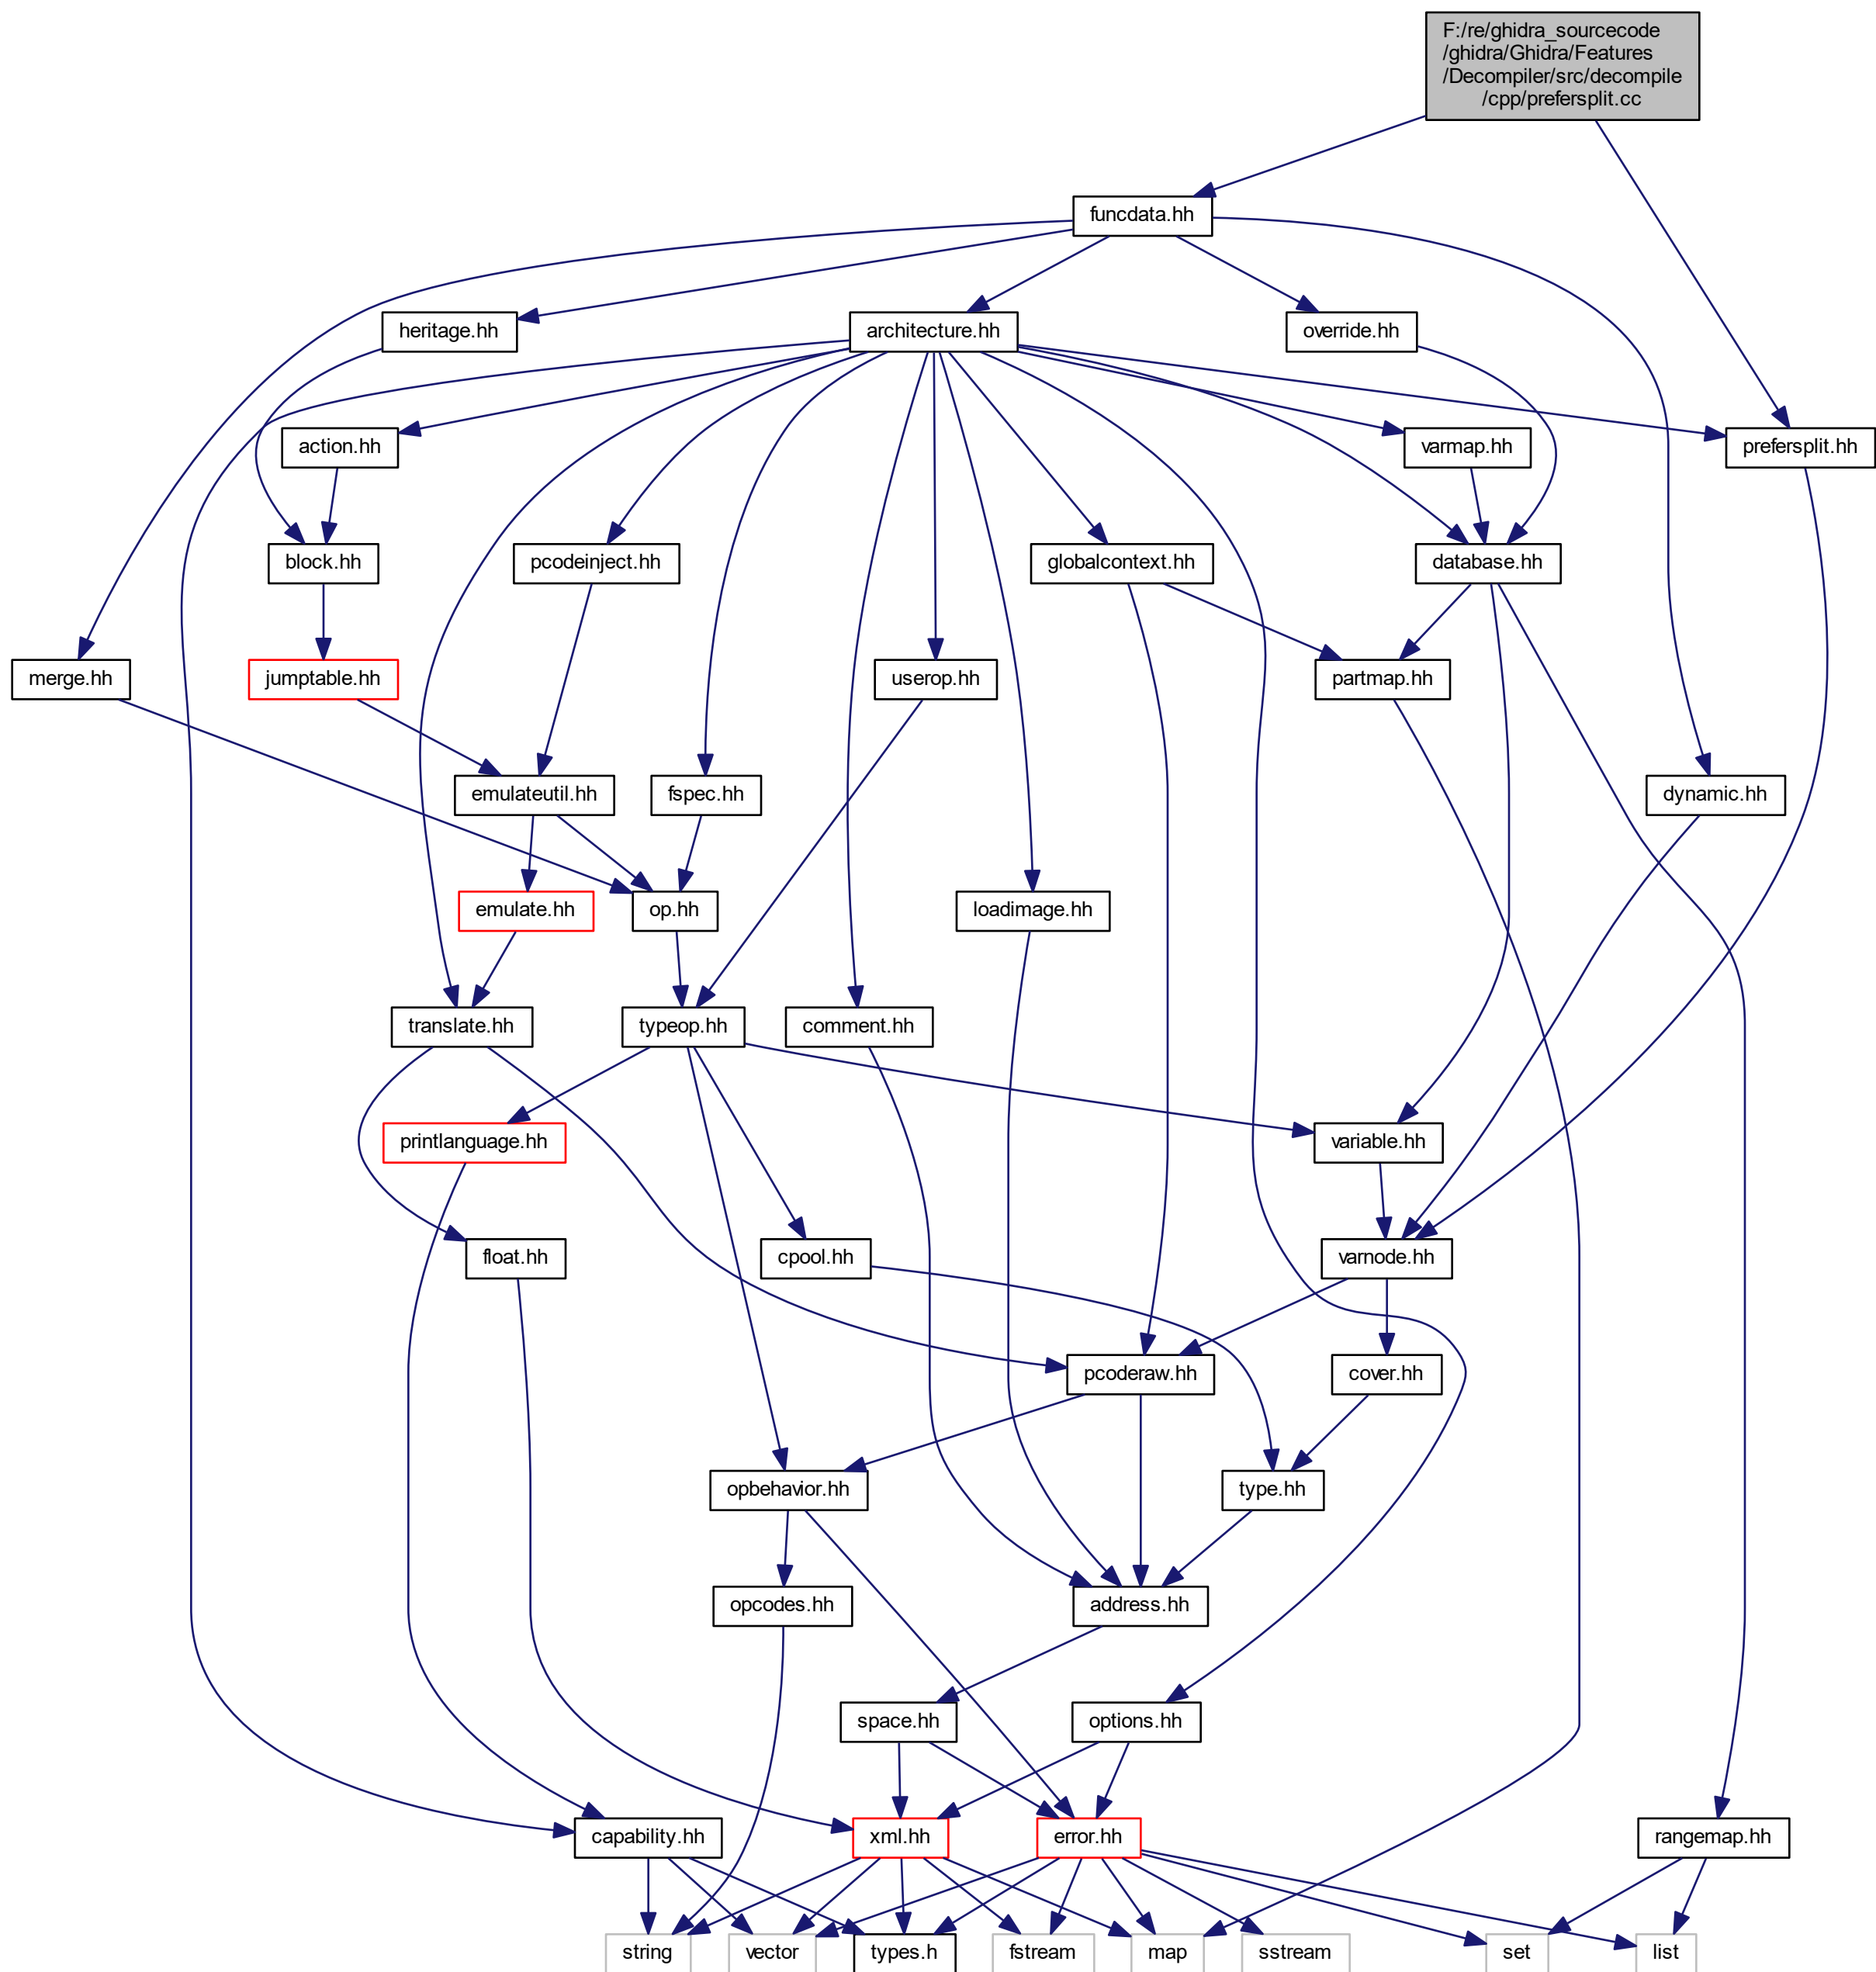 F:/re/ghidra_sourcecode
/ghidra/Ghidra/Features
/Decompiler/src/decompile
/cpp/prefersplit.cc
funcdata.hh
heritage.hh
architecture.hh
override.hh
action.hh
varmap.hh
prefersplit.hh
block.hh
pcodeinject.hh
globalcontext.hh
database.hh
merge.hh
jumptable.hh
userop.hh
partmap.hh
emulateutil.hh
fspec.hh
dynamic.hh
emulate.hh
op.hh
loadimage.hh
translate.hh
typeop.hh
comment.hh
printlanguage.hh
variable.hh
float.hh
cpool.hh
varnode.hh
pcoderaw.hh
cover.hh
opbehavior.hh
type.hh
opcodes.hh
address.hh
space.hh
options.hh
capability.hh
xml.hh
error.hh
rangemap.hh
string
vector
types.h
fstream
map
sstream
set
list